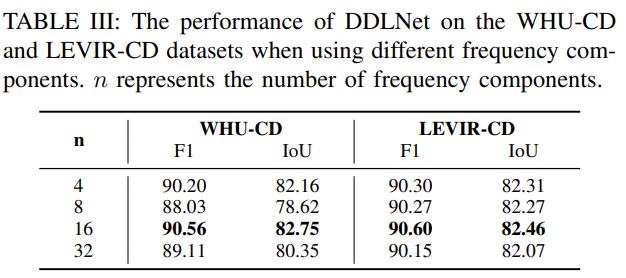 TABLE III: The performance of DDLNet on the WHU-CD
and LEVIR-CD datasets when using different frequency com-
ponents. n represents the number of frequency components.
n WHU-CD LEVIR-CD
F1 IoU F1 IoU
4 90.20 82.16 90.30 82.31
8 88.03 78.62 90.27 82.27
16 90.56 82.75 90.60 82.46
32 89.11 80.35 90.15 82.07